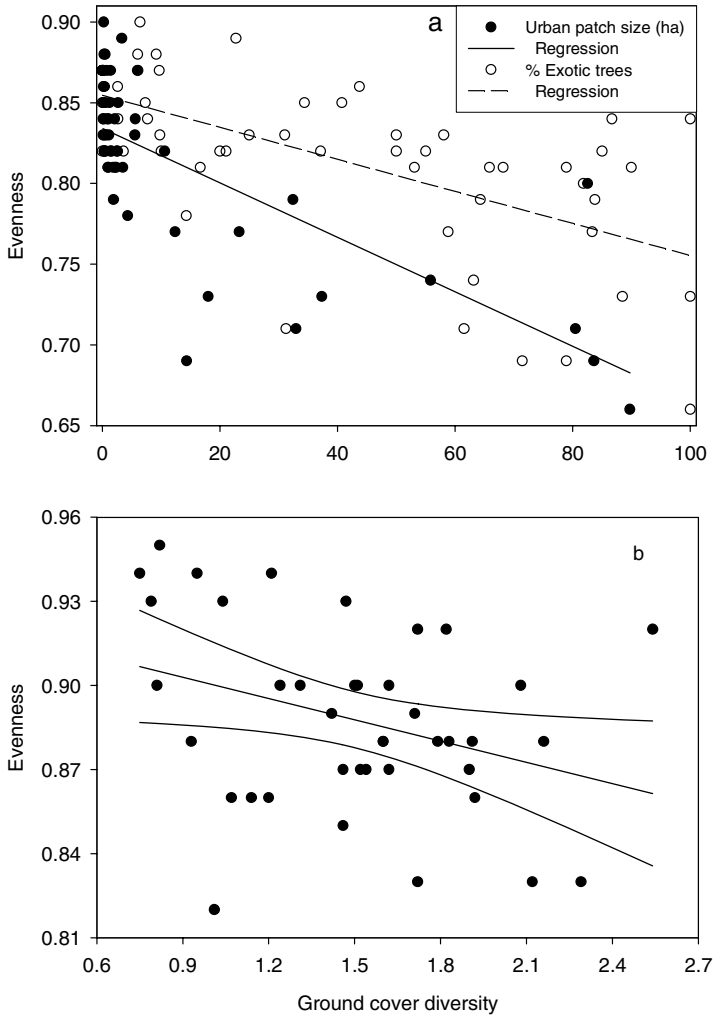 a
Urban patch size (ha)
Regression
% Exotic trees
Regression
0.90
0.85
0.80
0.75
0.70
0.65
Evenness
0 20 40 60 80 100
b
0.96
0.93
0.90
0.87
0.84
0.81
Evenness
0.6 0.9 1.2 1.5 1.8 2.1 2.4 2.7
Ground cover diversity